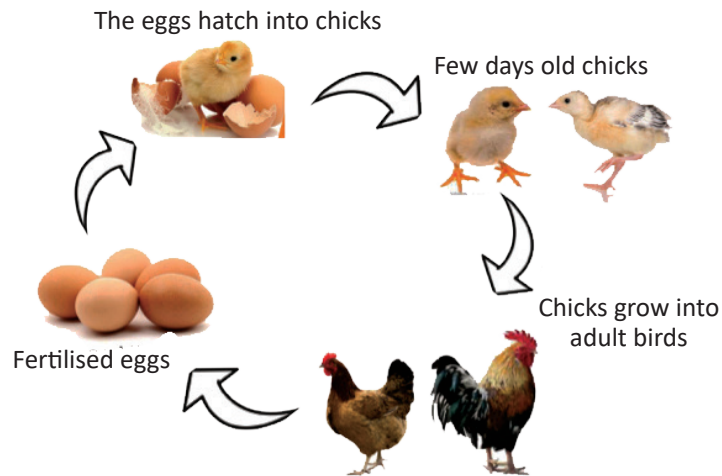 The eggs hatch into chicks
Few days old chicks
Chicks grow into
adult birds
Fertilised eggs